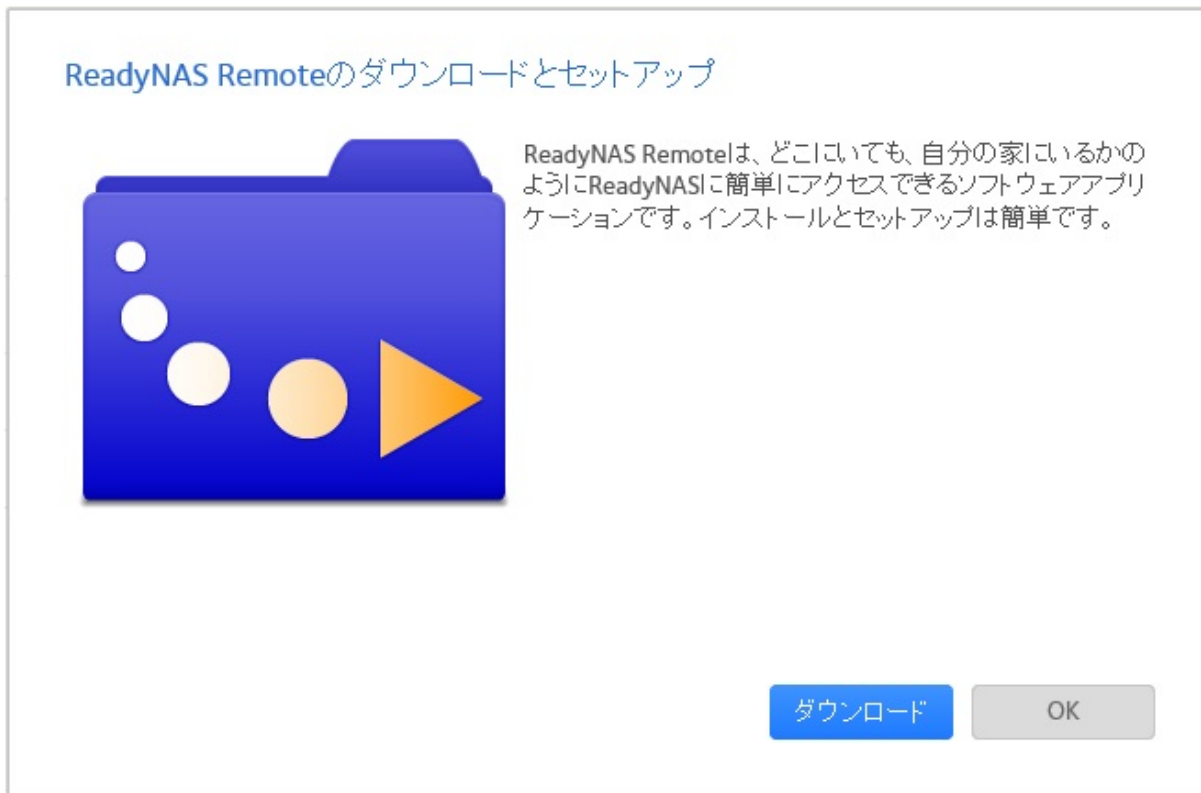 ReadyNAS Remoteのダウンロードとセットアップ
ReadyNAS Remoteは、どこにいても、自分の家にいるかの
ようにReadyNASに簡単にアクセスできるソフトウェアアプリ
ケーションです。インストールとセットアップは簡単です。
ダウンロード
OK